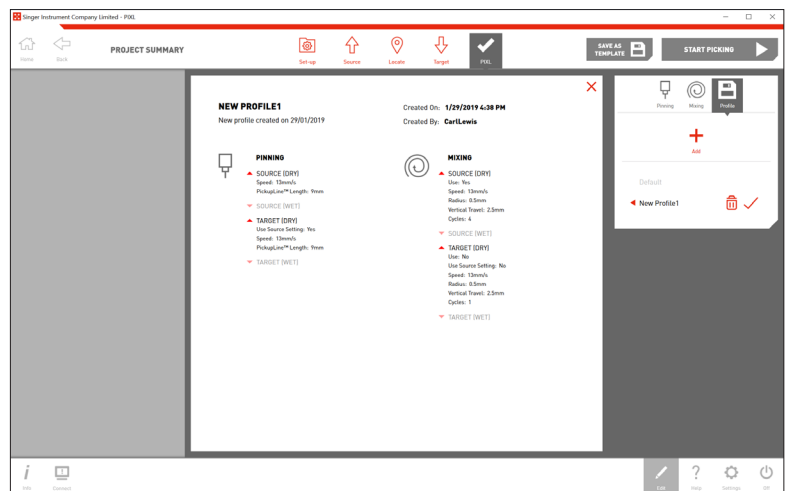 Singer Instrument Company Limited - PIXL
Home
Back
PROJECT SUMMARY
Set-up
Source
Locate
Target
PIXL
SAVE AS
TEMPLATE
START PICKING
NEW PROFILE1
New profile created on 29/01/2019
Created On: 1/29/2019 4:38 PM
Created By: CarlLewis
PINNING
SOURCE (DRY)
Speed: 13mm/s
PickupLine™ Length: 9mm
SOURCE (WET)
TARGET (DRY)
Use Source Setting: Yes
Speed: 13mm/s
PickupLine™ Length: 9mm
TARGET (WET)
MIXING
SOURCE (DRY)
Use: Yes
Speed: 13mm/s
Radius: 0.5mm
Vertical Travel: 2.5mm
Cycles: 4
SOURCE (WET)
TARGET (DRY)
Use: No
Use Source Setting: No
Speed: 13mm/s
Radius: 0.5mm
Vertical Travel: 2.5mm
Cycles: 1
TARGET (WET)
Pinning
Mixing
Profile
Add
Default
New Profile1
Info
Connect
Edit
Help
Settings
Off